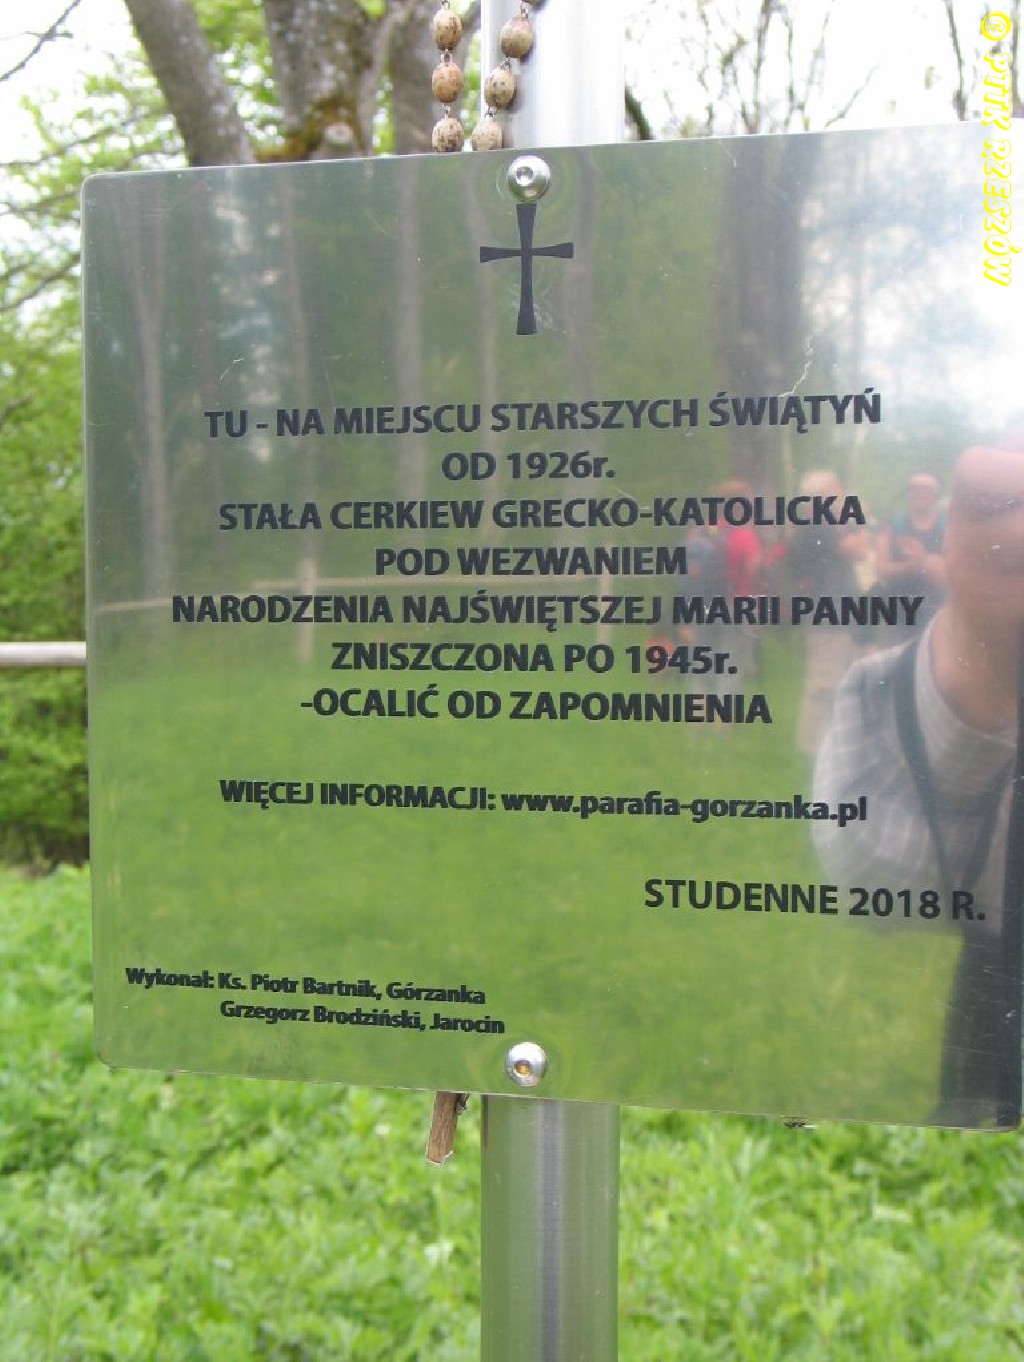 © PTTK RZESZÓW
TU - NA MIEJSCU STARSZYCH ŚWIĄTYŃ
OD 1926r.
STAŁA CERKIEW GRECKO-KATOLICKA
POD WEZWANIEM
NARODZENIA NAJŚWIĘTSZEJ MARII PANNY
ZNISZCZONA PO 1945r.
-OCALIĆ OD ZAPOMNIENIA
WIĘCEJ INFORMACJI: www.parafia-gorzanka.pl
STUDENNE 2018 R.
Wykonał: Ks. Piotr Bartnik, Górzanka
Grzegorz Brodziński, Jarocin